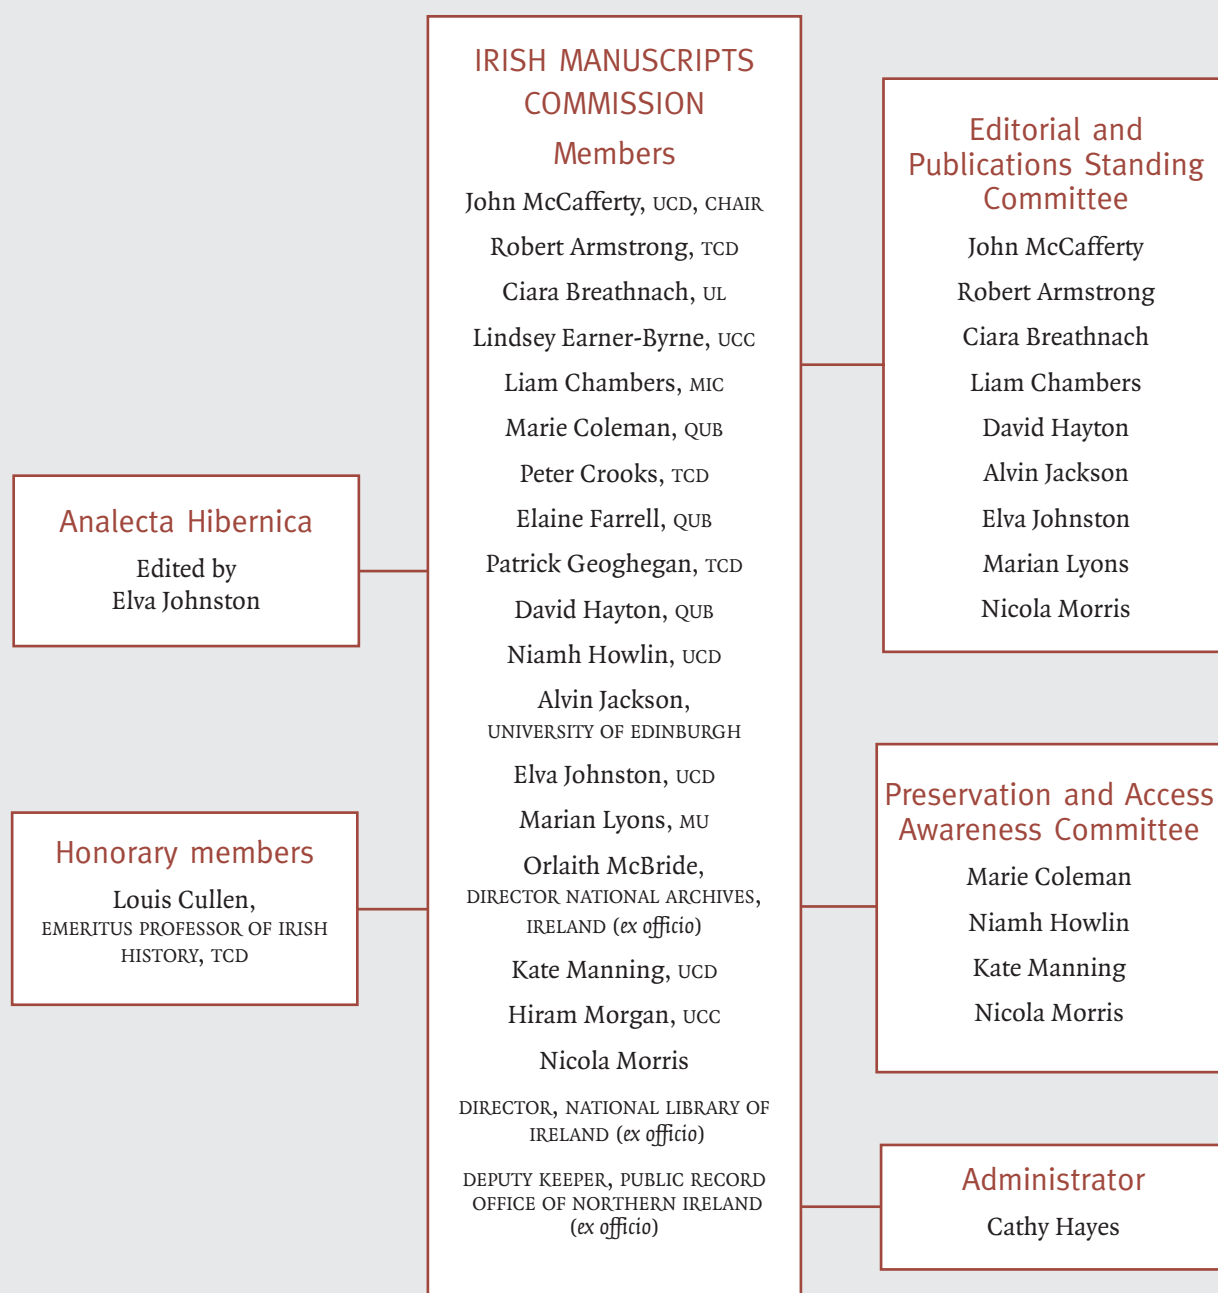 IRISH MANUSCRIPTS
COMMISSION
Members
John McCafferty, UCD, CHAIR
Robert Armstrong, TCD
Ciara Breathnach, UL
Lindsey Earner-Byrne, UCC
Liam Chambers, MIC
Marie Coleman, QUB
Peter Crooks, TCD
Elaine Farrell, QUB
Patrick Geoghegan, TCD
David Hayton, QUB
Niamh Howlin, UCD
Alvin Jackson,
UNIVERSITY OF EDINBURGH
Elva Johnston, UCD
Marian Lyons, MU
Orlaith McBride,
DIRECTOR NATIONAL ARCHIVES,
IRELAND (ex officio)
Kate Manning, UCD
Hiram Morgan, UCC
Nicola Morris
DIRECTOR, NATIONAL LIBRARY OF
IRELAND (ex officio)
DEPUTY KEEPER, PUBLIC RECORD
OFFICE OF NORTHERN IRELAND
(ex officio)
Analecta Hibernica
Edited by
Elva Johnston
Honorary members
Louis Cullen,
EMERITUS PROFESSOR OF IRISH
HISTORY, TCD
Editorial and
Publications Standing
Committee
John McCafferty
Robert Armstrong
Ciara Breathnach
Liam Chambers
David Hayton
Alvin Jackson
Elva Johnston
Marian Lyons
Nicola Morris
Preservation and Access
Awareness Committee
Marie Coleman
Niamh Howlin
Kate Manning
Nicola Morris
Administrator
Cathy Hayes